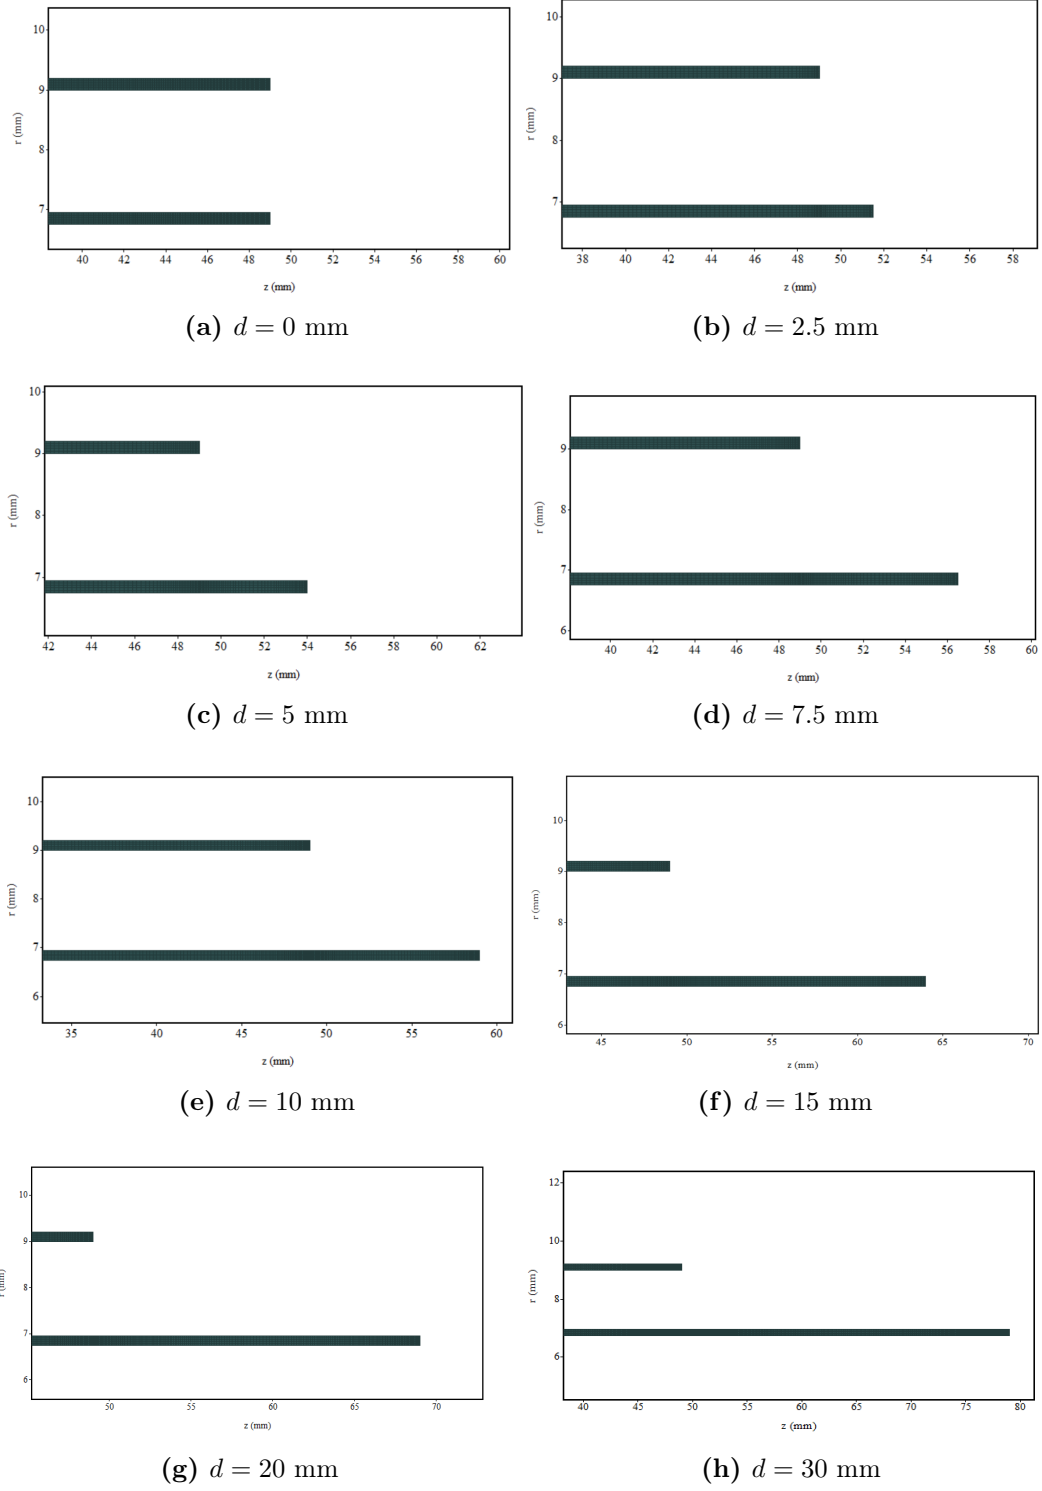 10
9
8
7
r (mm)
40 42 44 46 48 50 52 54 56 58 60
z (mm)
(a) d = 0 mm
10
9
8
7
r (mm)
38 40 42 44 46 48 50 52 54 56 58
z (mm)
(b) d = 2.5 mm
10
9
8
7
r (mm)
42 44 46 48 50 52 54 56 58 60 62
z (mm)
(c) d = 5 mm
9
8
7
6
r (mm)
40 42 44 46 48 50 52 54 56 58 60
z (mm)
(d) d = 7.5 mm
10
9
8
7
6
r (mm)
35 40 45 50 55 60
z (mm)
(e) d = 10 mm
10
9
8
7
6
r (mm)
45 50 55 60 65 70
z (mm)
(f) d = 15 mm
10
9
8
7
6
r (mm)
50 55 60 65 70
z (mm)
(g) d = 20 mm
12
10
8
6
r (mm)
40 45 50 55 60 65 70 75 80
z (mm)
(h) d = 30 mm